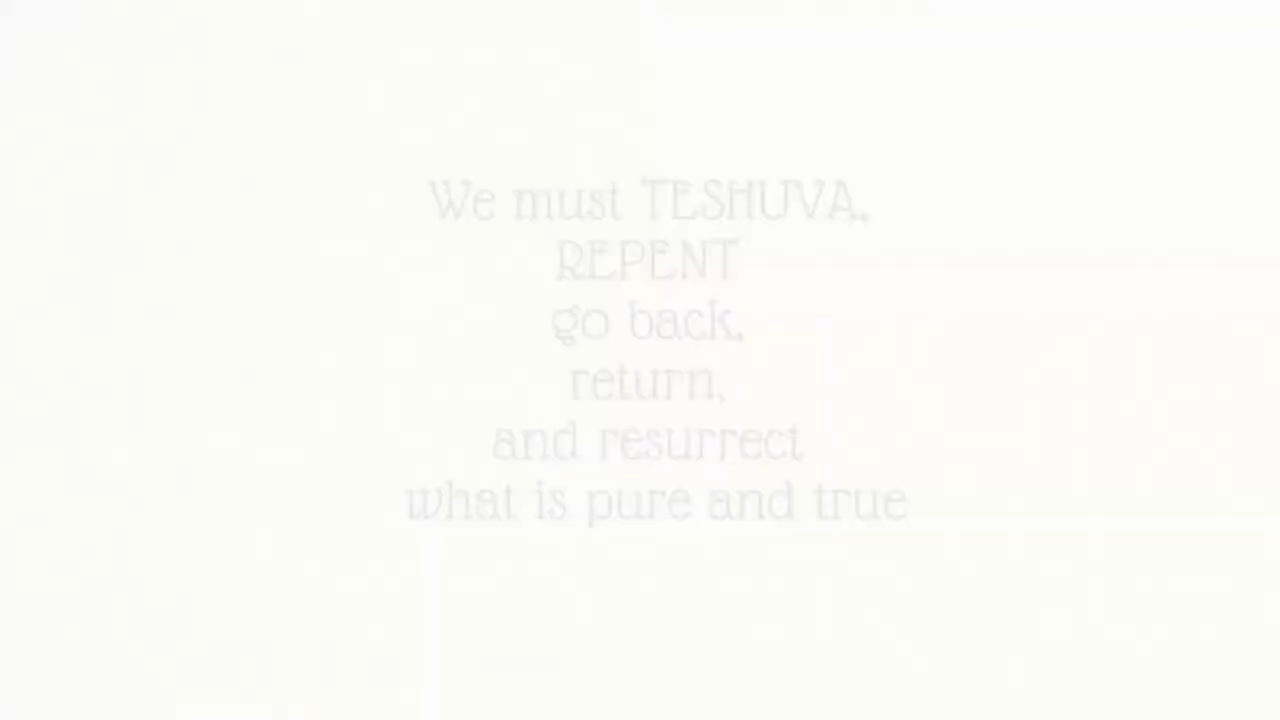 We must TESHUVA,
REPENT
go back,
return,
and resurrect
what is pure and true